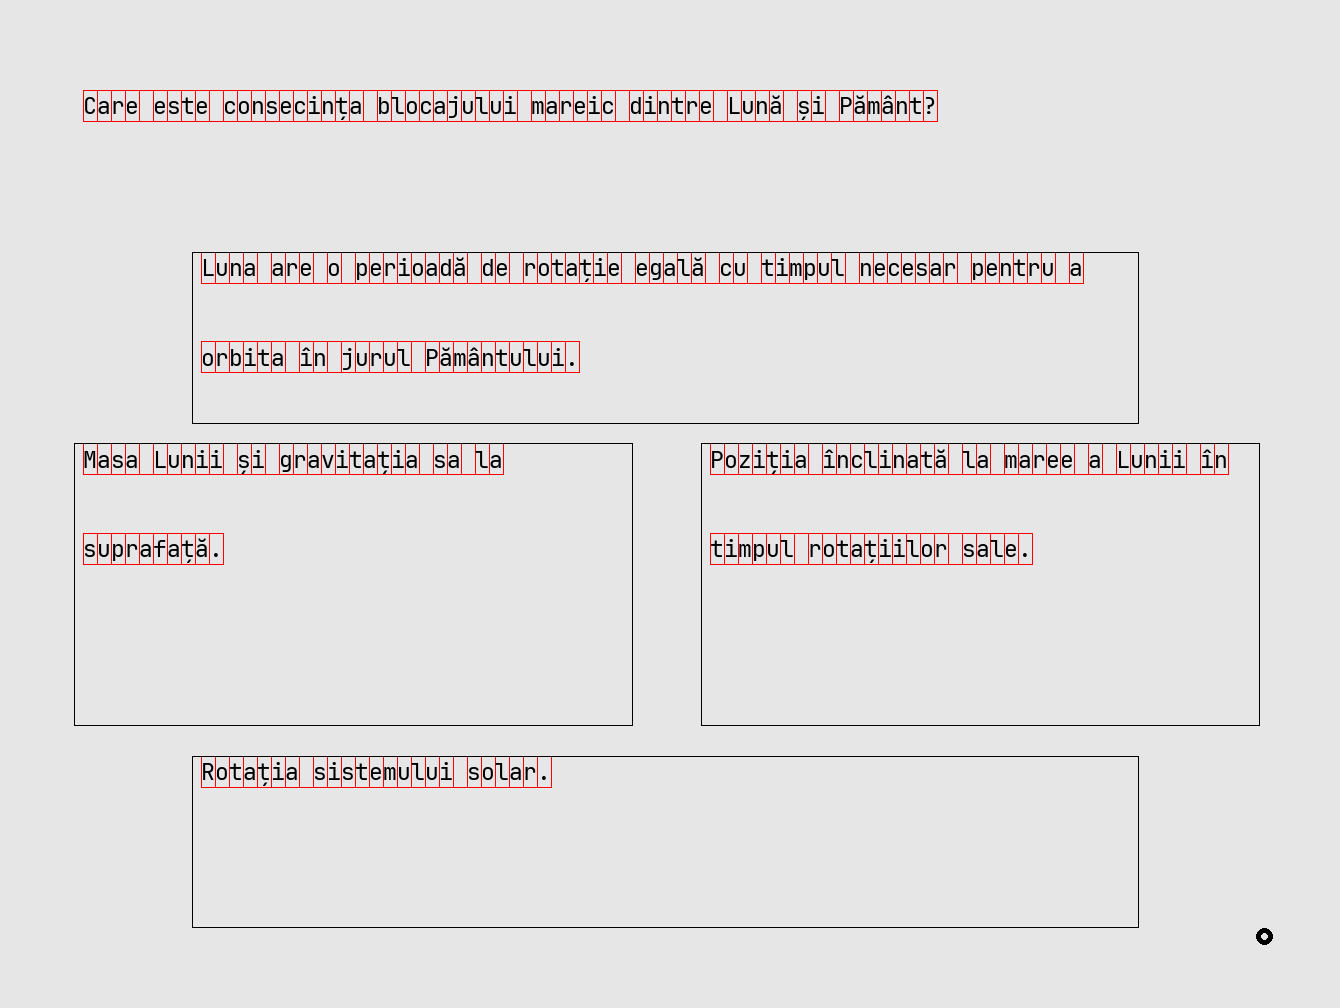 Care este consecința blocajului mareic dintre Lună și Pământ?
Luna are o perioadă de rotație egală cu timpul necesar pentru a
orbita în jurul Pământului.
Masa Lunii și gravitația sa la
suprafață.
Poziția înclinată la maree a Lunii în
timpul rotațiilor sale.
Rotația sistemului solar.